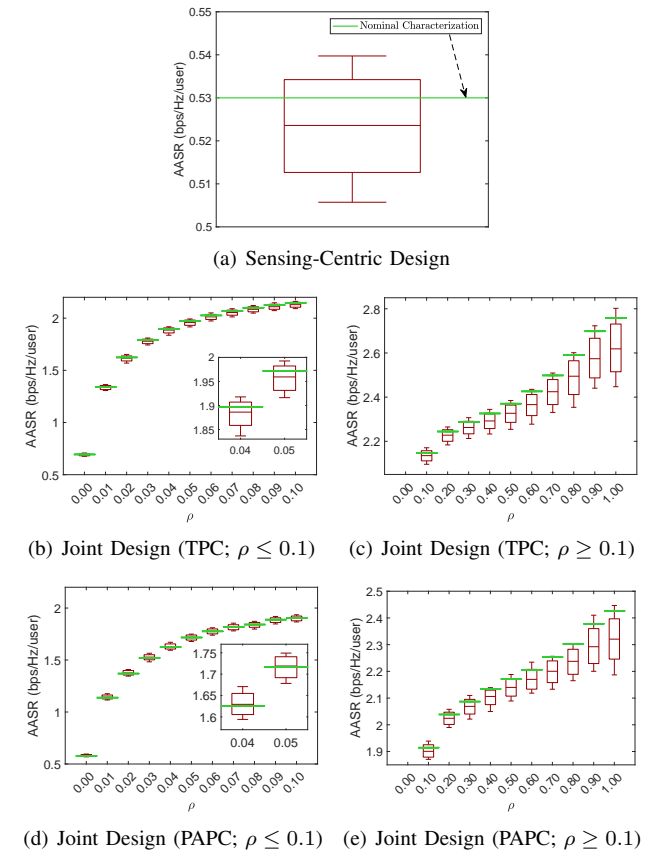 0.55
Nominal Characterization
0.54
0.53
0.52
0.51
0.5
AASR (bps/Hz/user)
(a) Sensing-Centric Design
2
1.5
1
0.5
AASR (bps/Hz/user)
2
1.95
1.9
1.85
0.04 0.05
0.00 0.01 0.02 0.03 0.04 0.05 0.06 0.07 0.08 0.09 0.10
ρ
2.8
2.6
2.4
2.2
AASR (bps/Hz/user)
0.00 0.10 0.20 0.30 0.40 0.50 0.60 0.70 0.80 0.90 1.00
ρ
(b) Joint Design (TPC; ρ ≤ 0.1) (c) Joint Design (TPC; ρ ≥ 0.1)
2
1.5
1
0.5
AASR (bps/Hz/user)
1.75
1.7
1.65
1.6
0.04 0.05
0.00 0.01 0.02 0.03 0.04 0.05 0.06 0.07 0.08 0.09 0.10
ρ
2.5
2.4
2.3
2.2
2.1
2
1.9
AASR (bps/Hz/user)
0.00 0.10 0.20 0.30 0.40 0.50 0.60 0.70 0.80 0.90 1.00
ρ
(d) Joint Design (PAPC; ρ ≤ 0.1) (e) Joint Design (PAPC; ρ ≥ 0.1)